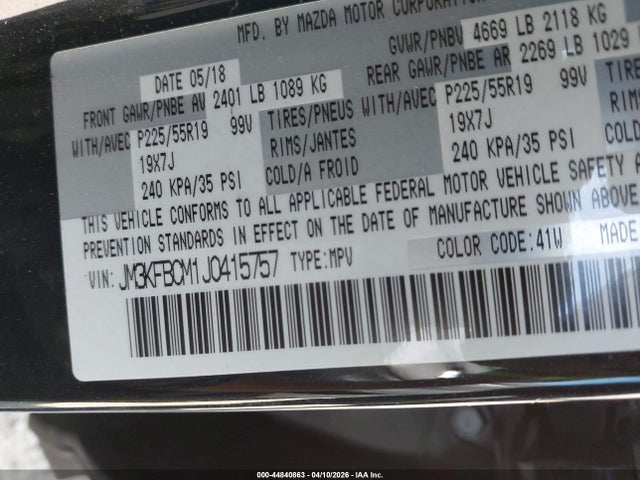 MFD. BY MAZDA MOTOR CORPORATION
DATE 05/18
GVWR/PNBV 4669 LB 2118 KG
FRONT GAWR/PNBE AV 2401 LB 1089 KG
REAR GAWR/PNBE AR 2269 LB 1029
WITH/AVEC P225/55R19 99V TIRES/PNEUS WITH/AVEC P225/55R19 99V TIRES
19X7J RIMS/JANTES 19X7J RIMS
240 KPA/35 PSI COLD/A FROID 240 KPA/35 PSI COLD
THIS VEHICLE CONFORMS TO ALL APPLICABLE FEDERAL MOTOR VEHICLE SAFETY
PREVENTION STANDARDS IN EFFECT ON THE DATE OF MANUFACTURE SHOWN ABOVE
VIN: JM3KFBCM1J0415757 TYPE:MPV COLOR CODE:41W MADE
000-44840863 - 04/10/2026 - IAA Inc.